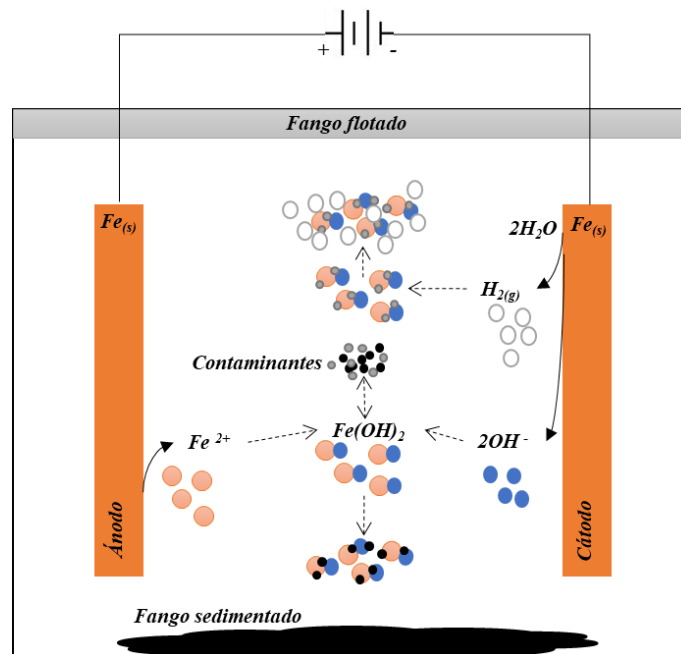 + -
Fango flotado
Fe(s)
2H₂O
Fe(s)
H₂(g)
Contaminantes
Fe(OH)₂
Fe ²⁺
2OH⁻
Ánodo
Cátodo
Fango sedimentado